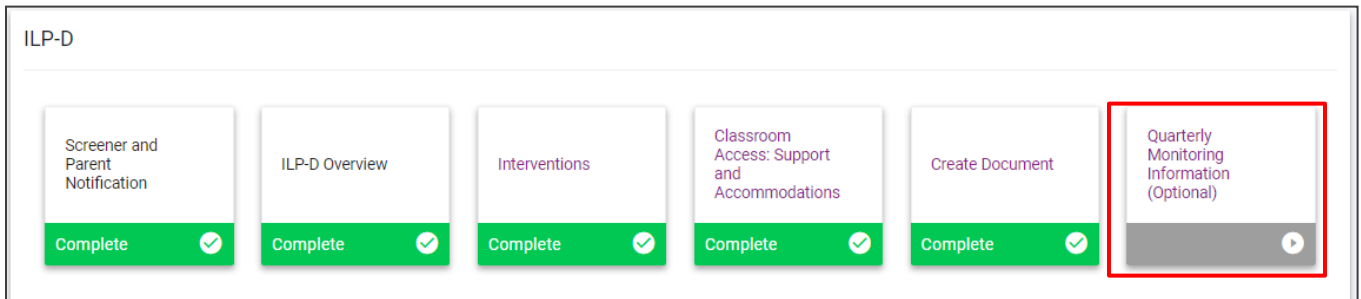 ILP-D
Screener and
Parent
Notification
Complete
ILP-D Overview
Complete
Interventions
Complete
Classroom
Access: Support
and
Accommodations
Complete
Create Document
Complete
Quarterly
Monitoring
Information
(Optional)